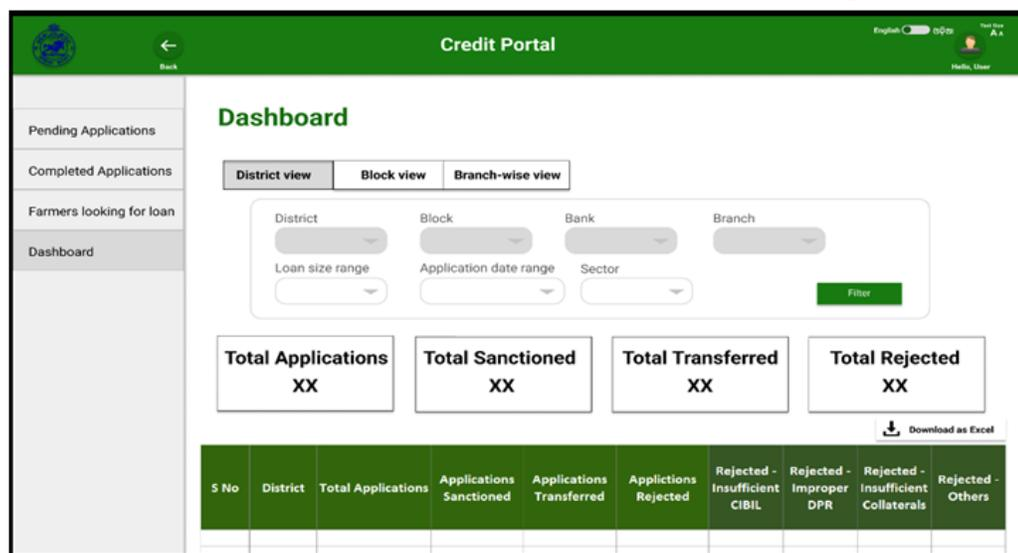 Credit Portal
English ଓଡ଼ିଆ
Text Size
A A
Back
Hello, User
Pending Applications
Completed Applications
Farmers looking for loan
Dashboard
Dashboard
District view Block view Branch-wise view
District Block Bank Branch
Loan size range Application date range Sector
Filter
Total Applications
XX
Total Sanctioned
XX
Total Transferred
XX
Total Rejected
XX
Download as Excel
S No District Total Applications Applications Sanctioned Applications Transferred Applictions Rejected Rejected - Insufficient CIBIL Rejected - Improper DPR Rejected - Insufficient Collaterals Rejected - Others